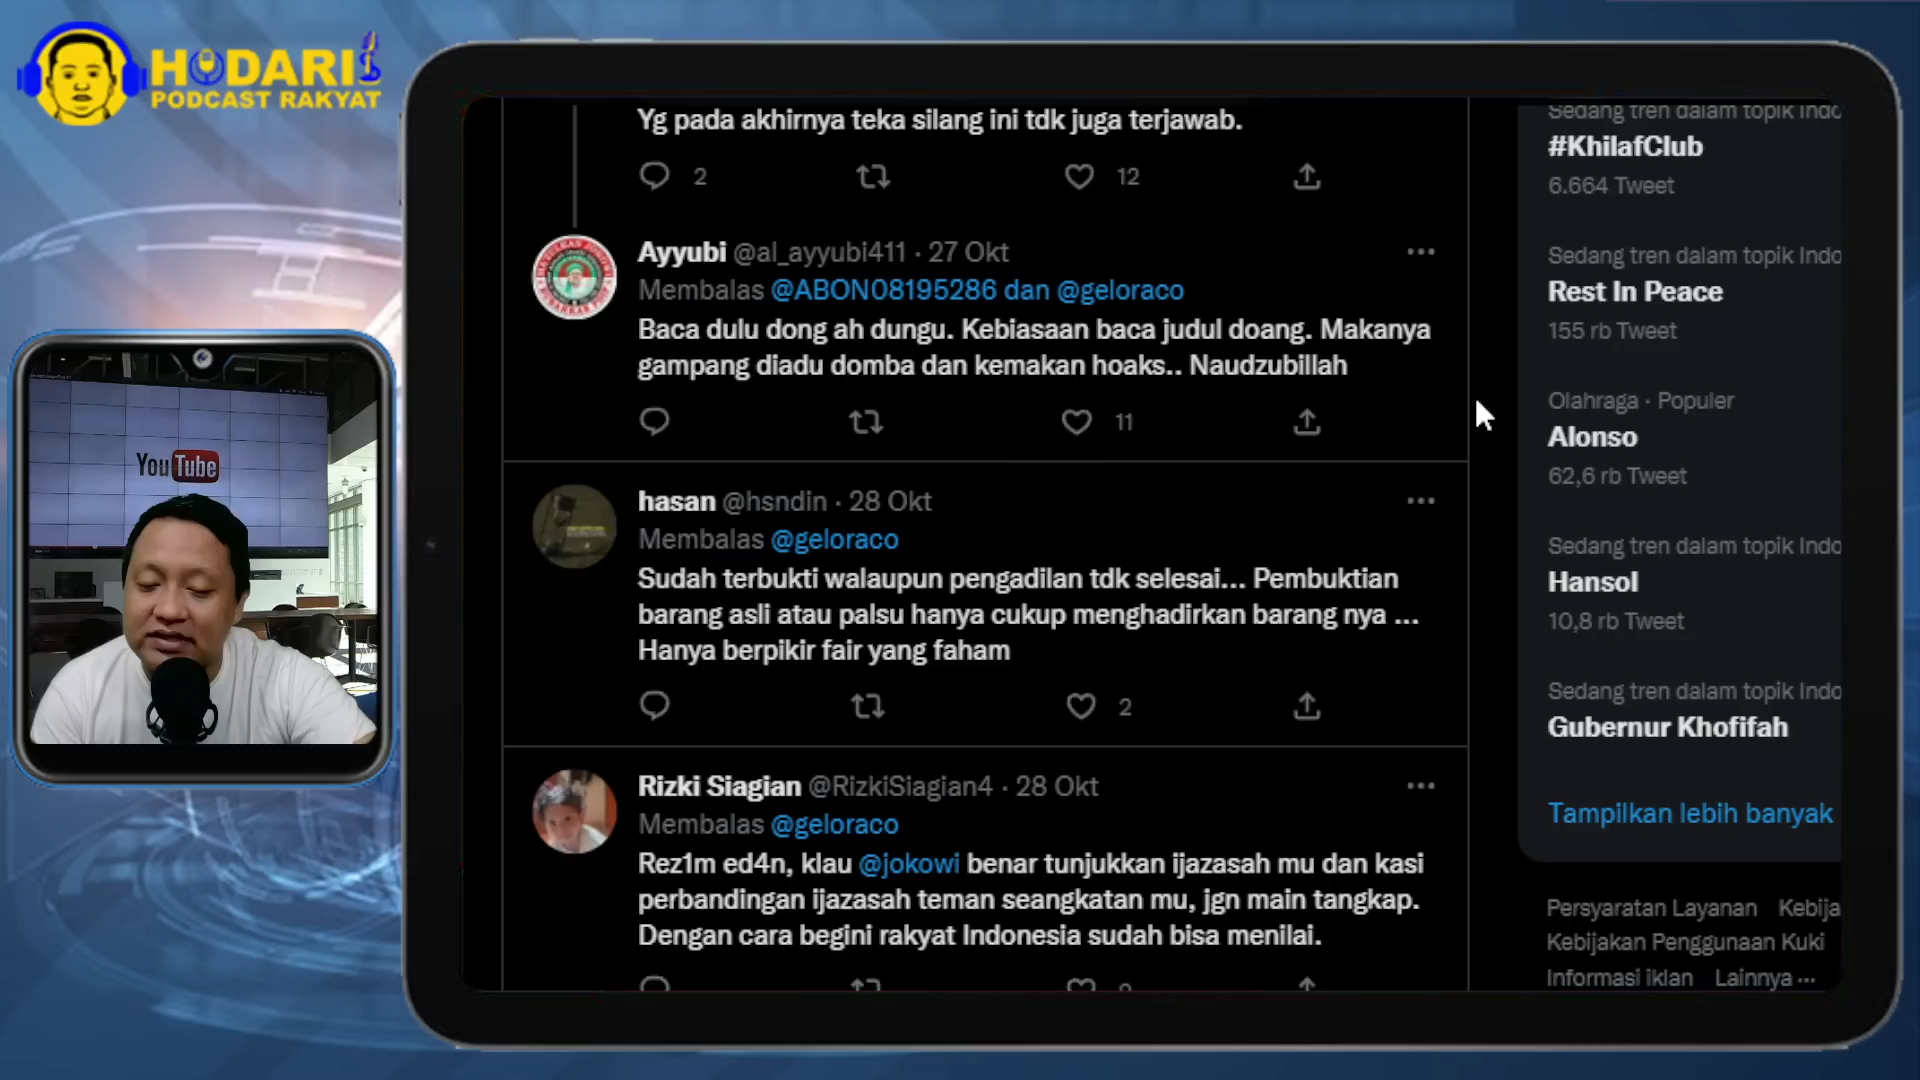 HODARI
PODCAST RAKYAT
YouTube
Yg pada akhirnya teka silang ini tdk juga terjawab.
2 12
Ayyubi @al_ayyubi411 · 27 Okt
Membalas @ABON08195286 dan @geloraco
Baca dulu dong ah dungu. Kebiasaan baca judul doang. Makanya
gampang diadu domba dan kemakan hoaks.. Naudzubillah
11
hasan @hsndin · 28 Okt
Membalas @geloraco
Sudah terbukti walaupun pengadilan tdk selesai... Pembuktian
barang asli atau palsu hanya cukup menghadirkan barang nya ...
Hanya berpikir fair yang faham
2
Rizki Siagian @RizkiSiagian4 · 28 Okt
Membalas @geloraco
Rez1m ed4n, klau @jokowi benar tunjukkan ijazasah mu dan kasi
perbandingan ijazasah teman seangkatan mu, jgn main tangkap.
Dengan cara begini rakyat Indonesia sudah bisa menilai.
Sedang tren dalam topik Indo
#KhilafClub
6.664 Tweet
Sedang tren dalam topik Indo
Rest In Peace
155 rb Tweet
Olahraga · Populer
Alonso
62,6 rb Tweet
Sedang tren dalam topik Indo
Hansol
10,8 rb Tweet
Sedang tren dalam topik Indo
Gubernur Khofifah
Tampilkan lebih banyak
Persyaratan Layanan Kebija
Kebijakan Penggunaan Kuki
Informasi iklan Lainnya ···